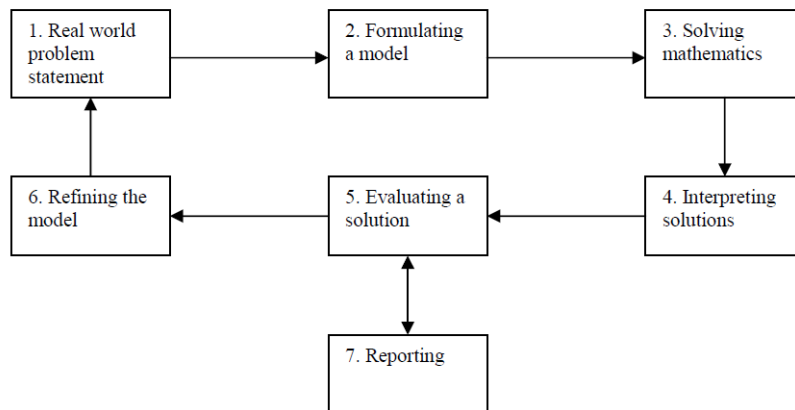 1. Real world
problem
statement
2. Formulating
a model
3. Solving
mathematics
6. Refining the
model
5. Evaluating a
solution
4. Interpreting
solutions
7. Reporting